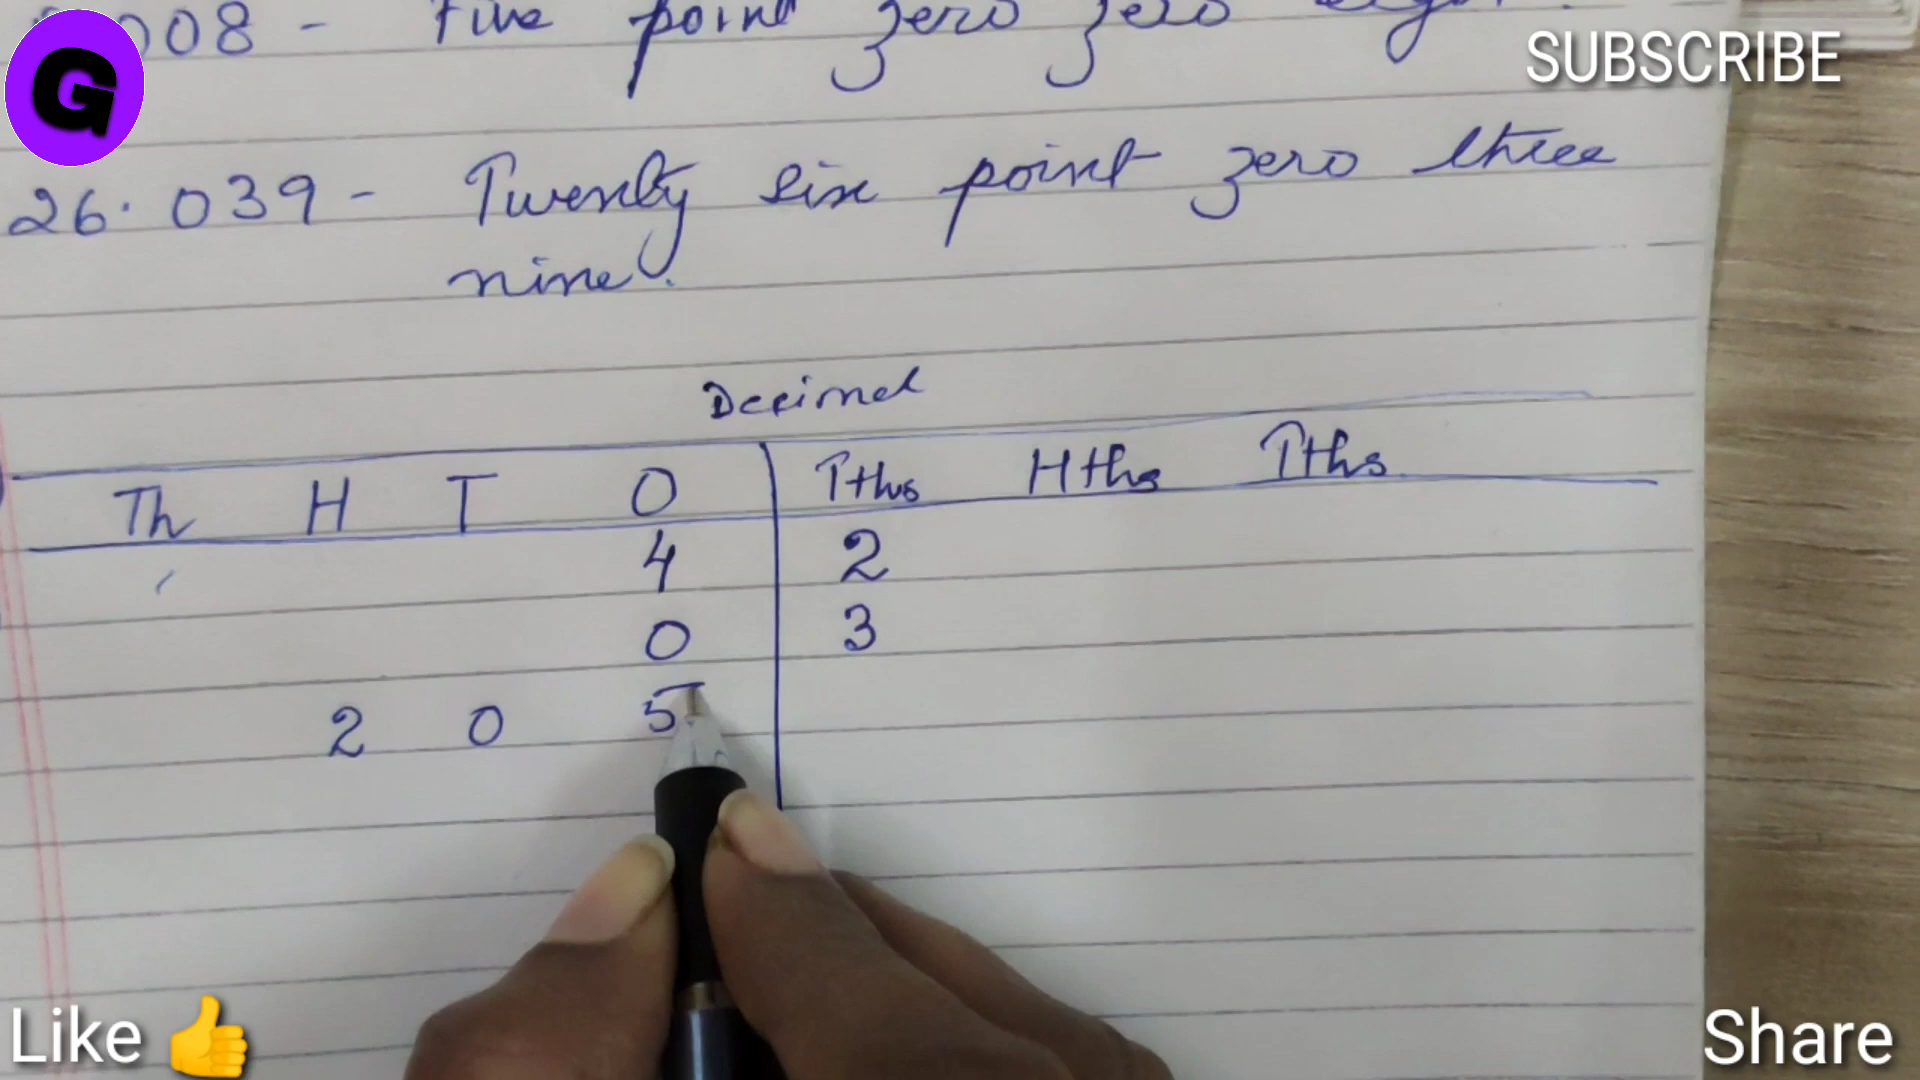 G
SUBSCRIBE
008 - Five point zero zero
26.039 - Twenty six point zero three
nine.
Decimal
Th H T O Tths Hths Tths
4 2
0 3
2 0 5
Like 👍
Share